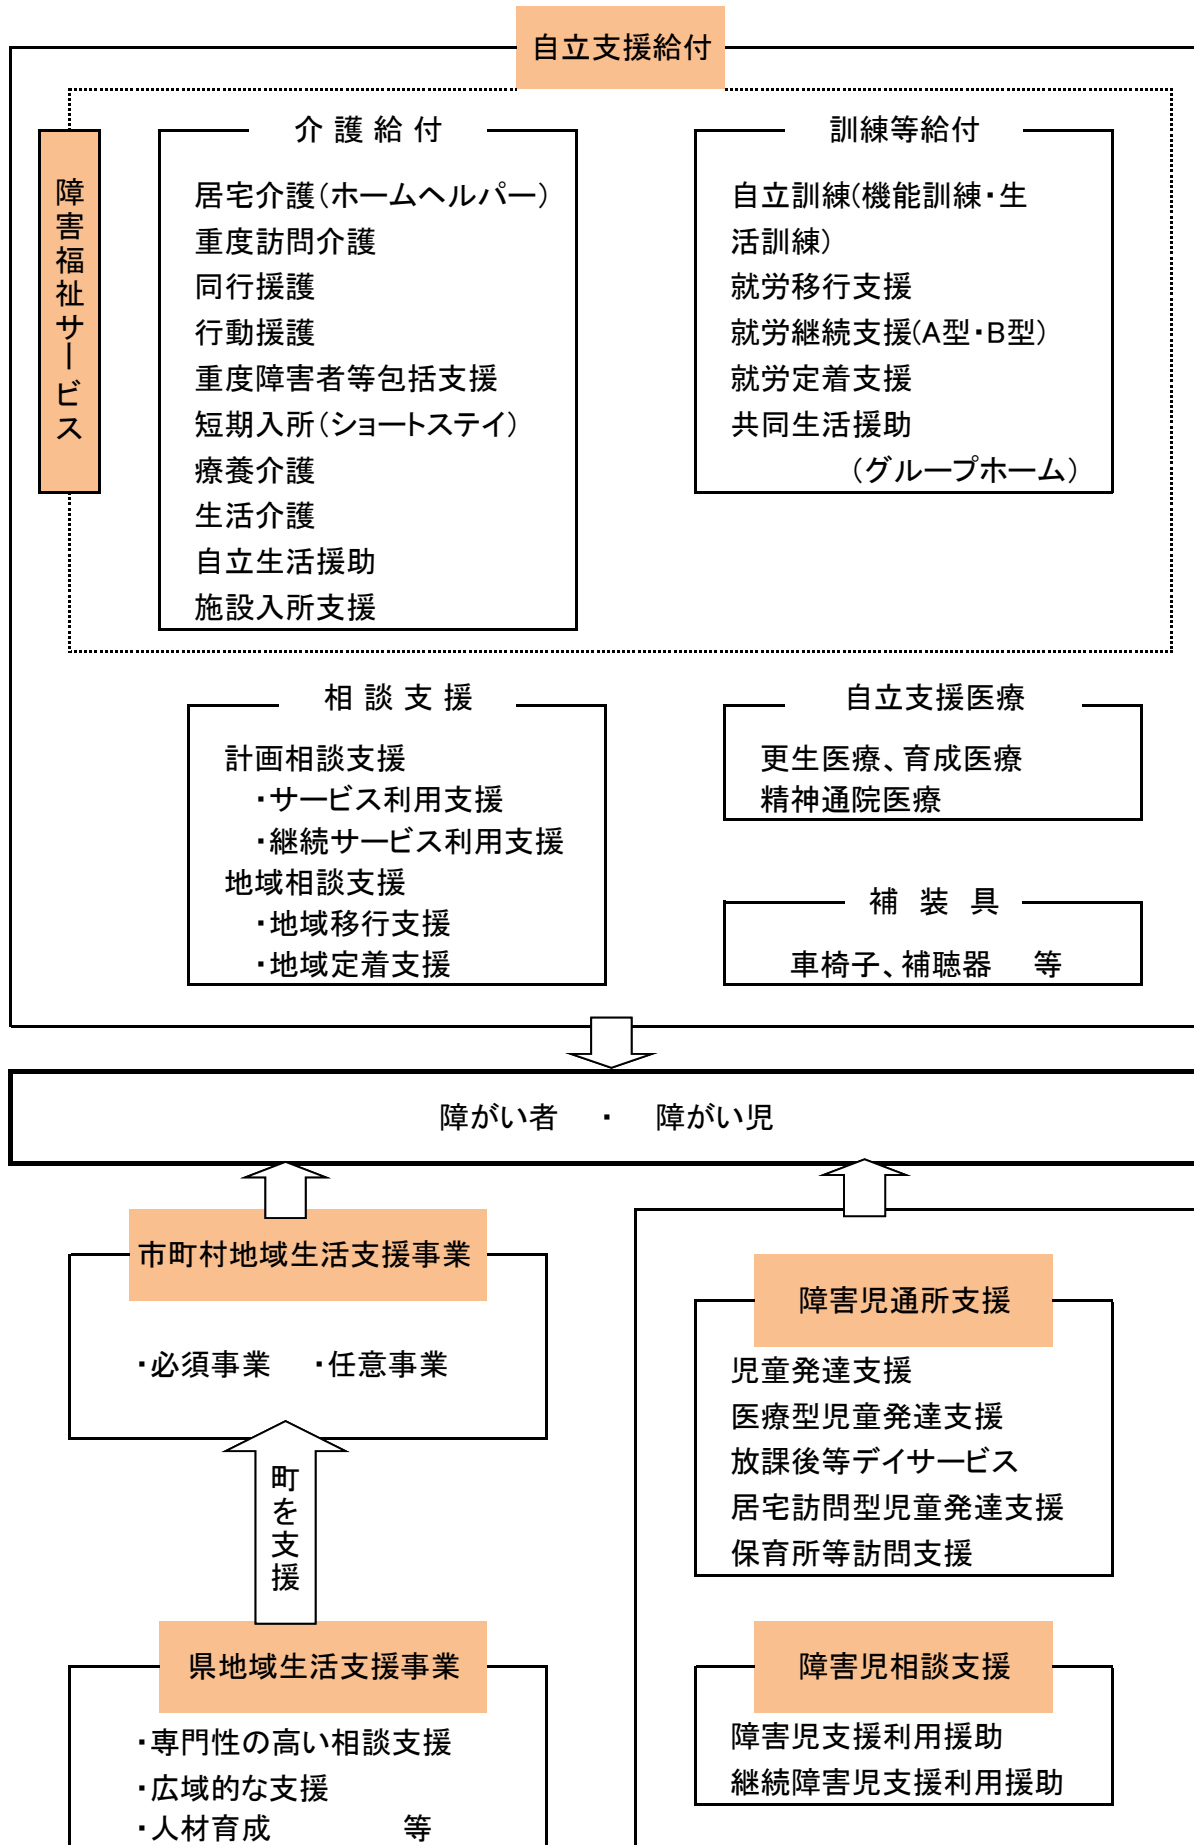 自立支援給付
障害福祉サービス
介護給付
居宅介護(ホームヘルパー)
重度訪問介護
同行援護
行動援護
重度障害者等包括支援
短期入所(ショートステイ)
療養介護
生活介護
自立生活援助
施設入所支援
訓練等給付
自立訓練(機能訓練・生
活訓練)
就労移行支援
就労継続支援(A型・B型)
就労定着支援
共同生活援助
(グループホーム)
相談支援
計画相談支援
・サービス利用支援
・継続サービス利用支援
地域相談支援
・地域移行支援
・地域定着支援
自立支援医療
更生医療、育成医療
精神通院医療
補装具
車椅子、補聴器 等
障がい者 ・ 障がい児
市町村地域生活支援事業
・必須事業 ・任意事業
町を支援
県地域生活支援事業
・専門性の高い相談支援
・広域的な支援
・人材育成 等
障害児通所支援
児童発達支援
医療型児童発達支援
放課後等デイサービス
居宅訪問型児童発達支援
保育所等訪問支援
障害児相談支援
障害児支援利用援助
継続障害児支援利用援助